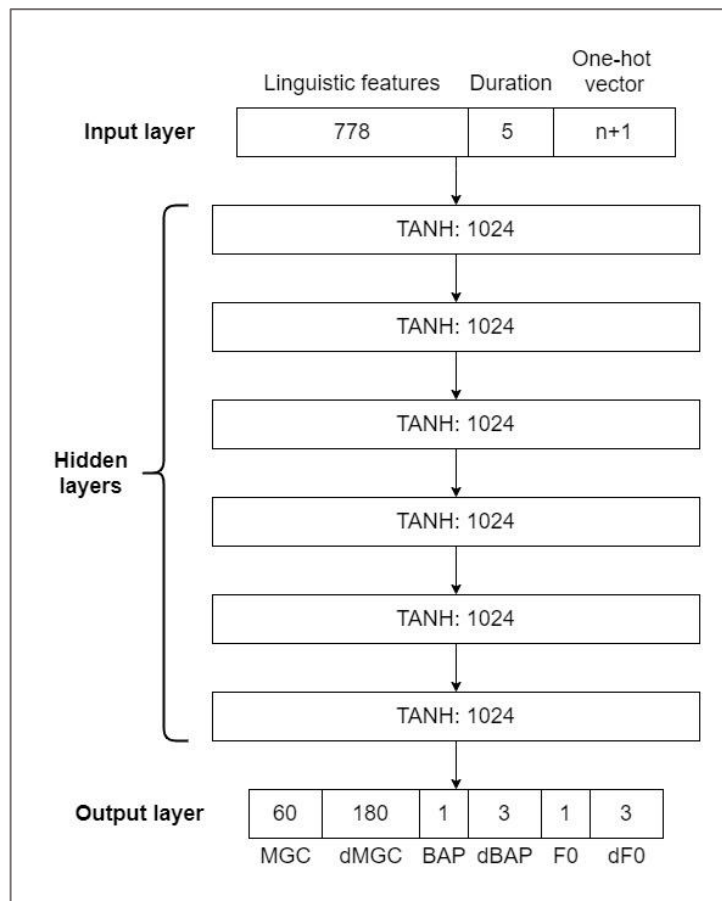 One-hot
Linguistic features Duration vector
Input layer 778 5 n+1
TANH: 1024
TANH: 1024
TANH: 1024
Hidden
layers
TANH: 1024
TANH: 1024
TANH: 1024
Output layer 60 180 1 3 1 3
MGC dMGC BAP dBAP F0 dF0